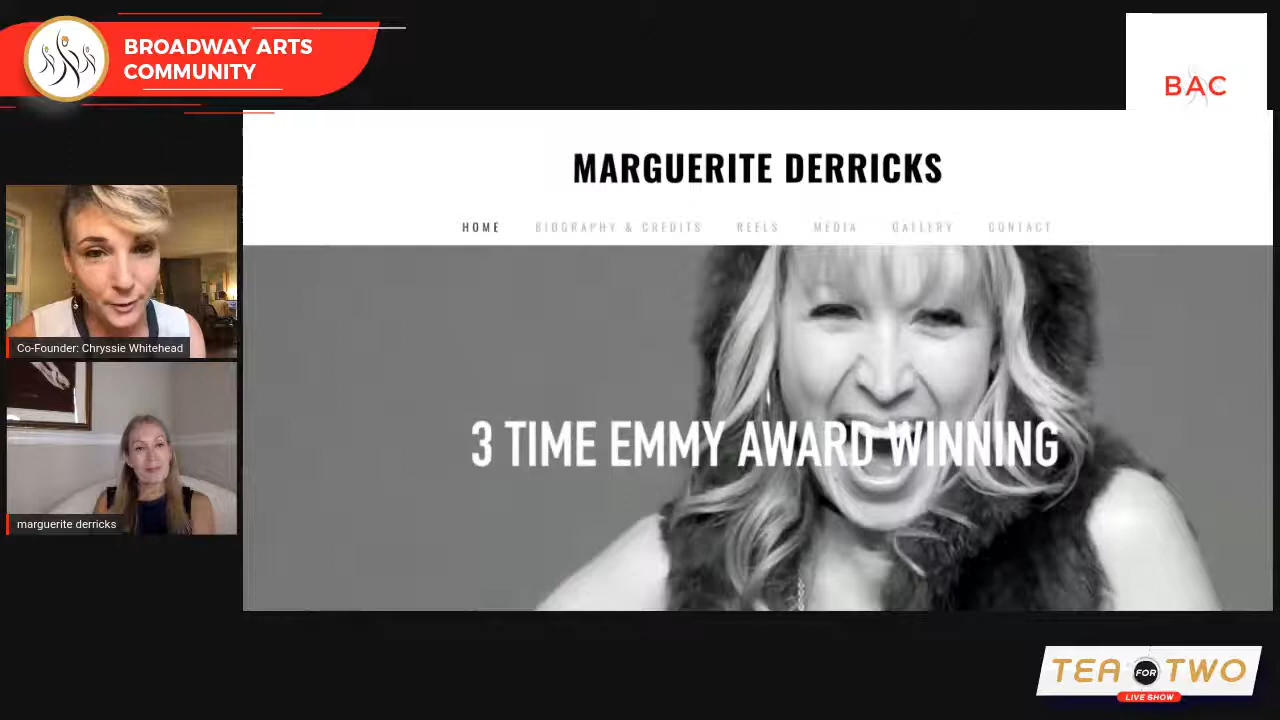 BROADWAY ARTS
COMMUNITY
BAC
MARGUERITE DERRICKS
HOME BIOGRAPHY & CREDITS REELS MEDIA GALLERY CONTACT
3 TIME EMMY AWARD WINNING
Co-Founder: Chryssie Whitehead
marguerite derricks
TEA FOR TWO
LIVE SHOW